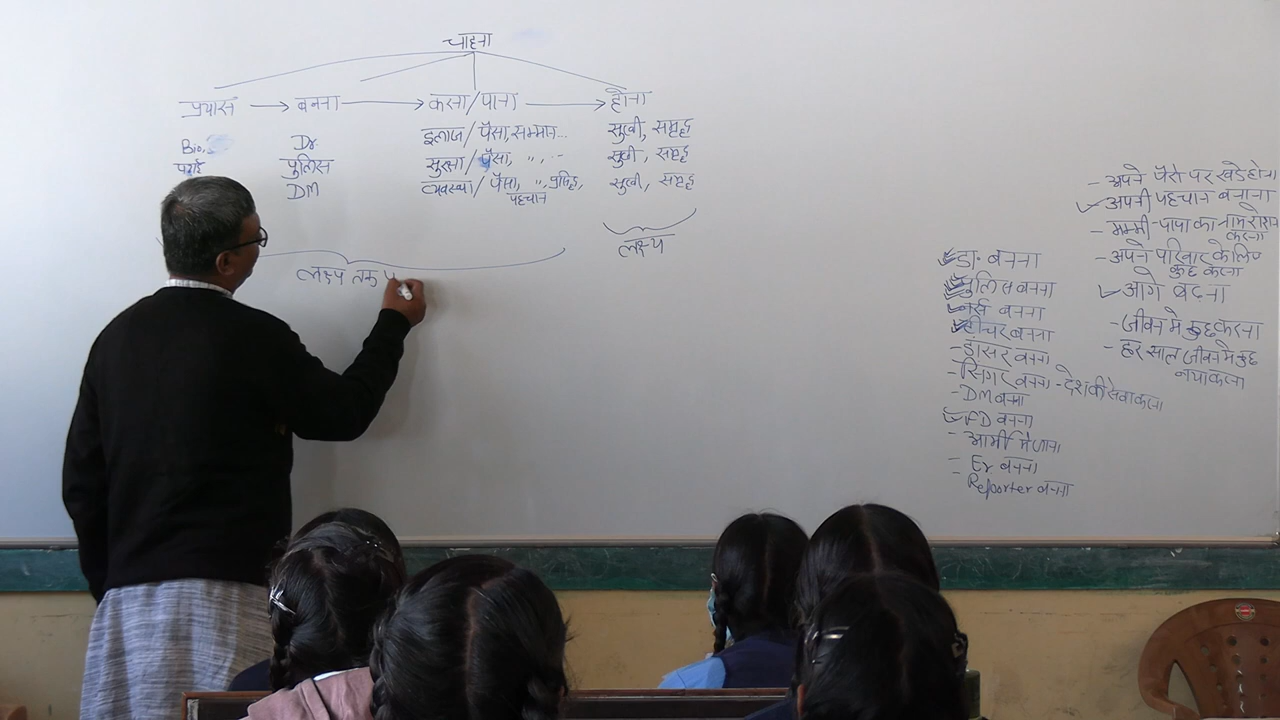 चाहना
प्रयास → बनना → करना/पाना → होना
Bio, Dr इलाज/ पैसा, सम्मान... सुखी, समृद्ध
पढ़ाई पुलिस सुरक्षा/ पैसा, ",, -- सुखी, समृद्ध
DM व्यवस्था/ पैसा, ", प्रसिद्धि, सुखी, समृद्ध
पहचान
लक्ष्य
लक्ष्य तक प
- अपने पैरो पर खडे होना
✓ अपनी पहचान बनाना
- मम्मी-पापा का नाम रोशन
करना
- अपने परिवार के लिए
कुछ करना
✓ आगे बढना
- जीवन मे कुछ करना
- हर साल जीवन मे कुछ
नया करना
✓ डा. बनना
पुलिस बनना
✓ नर्स बनना
टीचर बनना
- डांसर बनना
- सिंगर बनना - देश की सेवा करना
- DM बनना
बनना
- आर्मी मे जाना
- Er बनना
- Reporter बनना